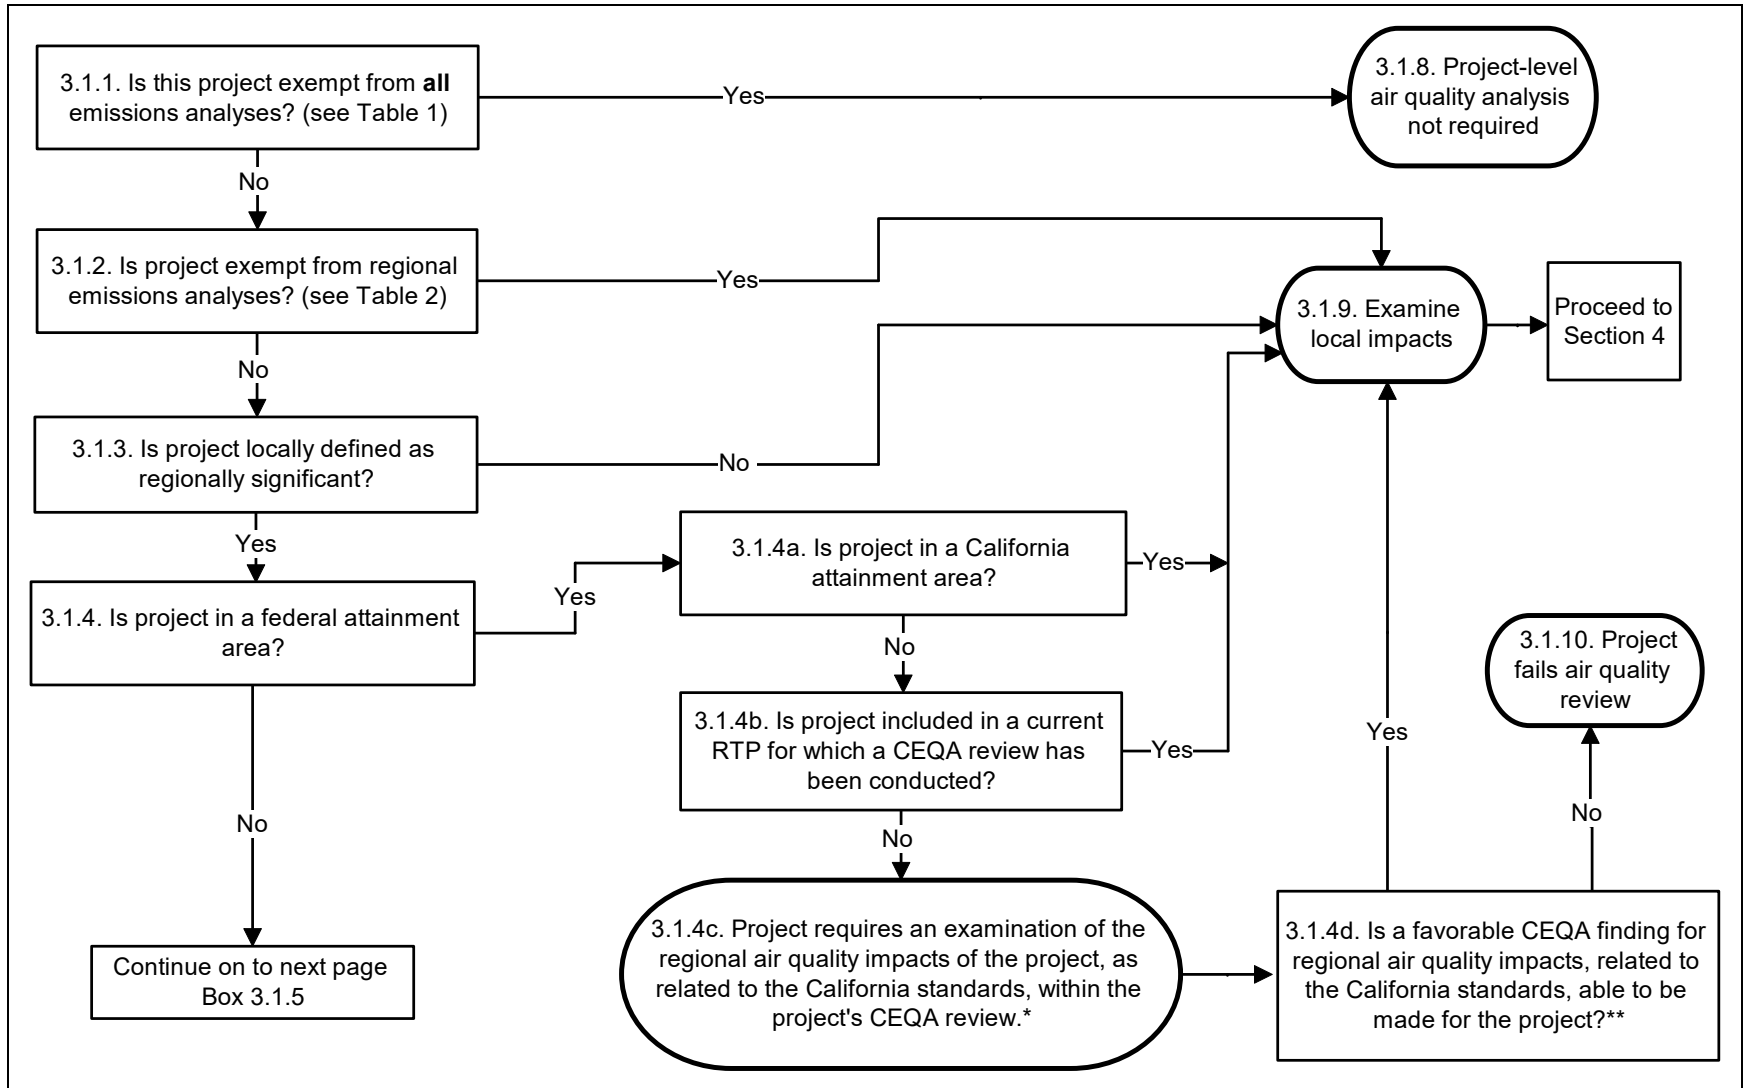 3.1.1. Is this project exempt from all
emissions analyses? (see Table 1)
Yes
3.1.8. Project-level
air quality analysis
not required
No
3.1.2. Is project exempt from regional
emissions analyses? (see Table 2)
Yes
3.1.9. Examine
local impacts
Proceed to
Section 4
No
3.1.3. Is project locally defined as
regionally significant?
No
Yes
3.1.4. Is project in a federal attainment
area?
Yes
3.1.4a. Is project in a California
attainment area?
Yes
No
3.1.4b. Is project included in a current
RTP for which a CEQA review has
been conducted?
Yes
Yes
3.1.10. Project
fails air quality
review
No
No
No
3.1.4c. Project requires an examination of the
regional air quality impacts of the project, as
related to the California standards, within the
project's CEQA review.*
3.1.4d. Is a favorable CEQA finding for
regional air quality impacts, related to
the California standards, able to be
made for the project?**
Continue on to next page
Box 3.1.5